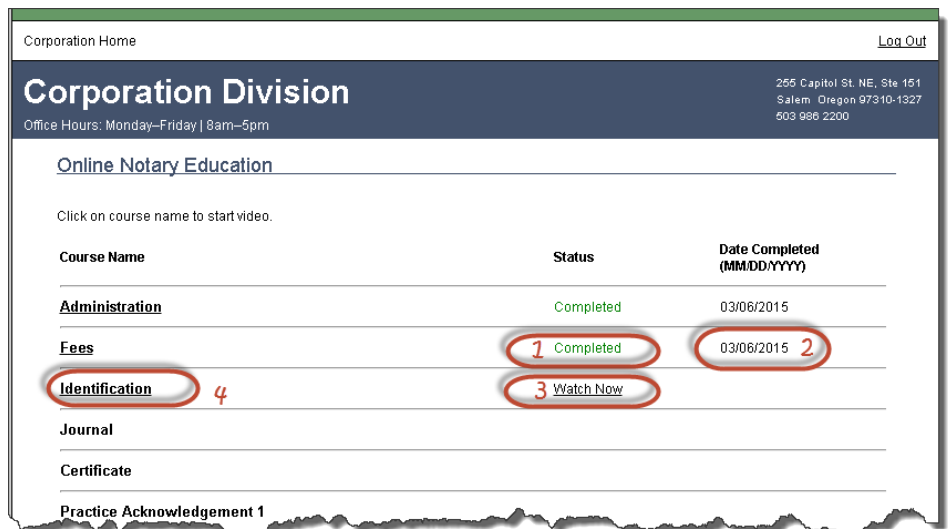 Corporation Home
Log Out
Corporation Division
255 Capitol St. NE, Ste 151
Salem Oregon 97310-1327
503 986 2200
Office Hours: Monday–Friday | 8am–5pm
Online Notary Education
Click on course name to start video.
Course Name Status Date Completed
(MM/DD/YYYY)
Administration Completed 03/06/2015
Fees 1 Completed 03/06/2015 2
Identification 4 3 Watch Now
Journal
Certificate
Practice Acknowledgement 1